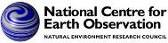 National Centre for
Earth Observation
NATURAL ENVIRONMENT RESEARCH COUNCIL